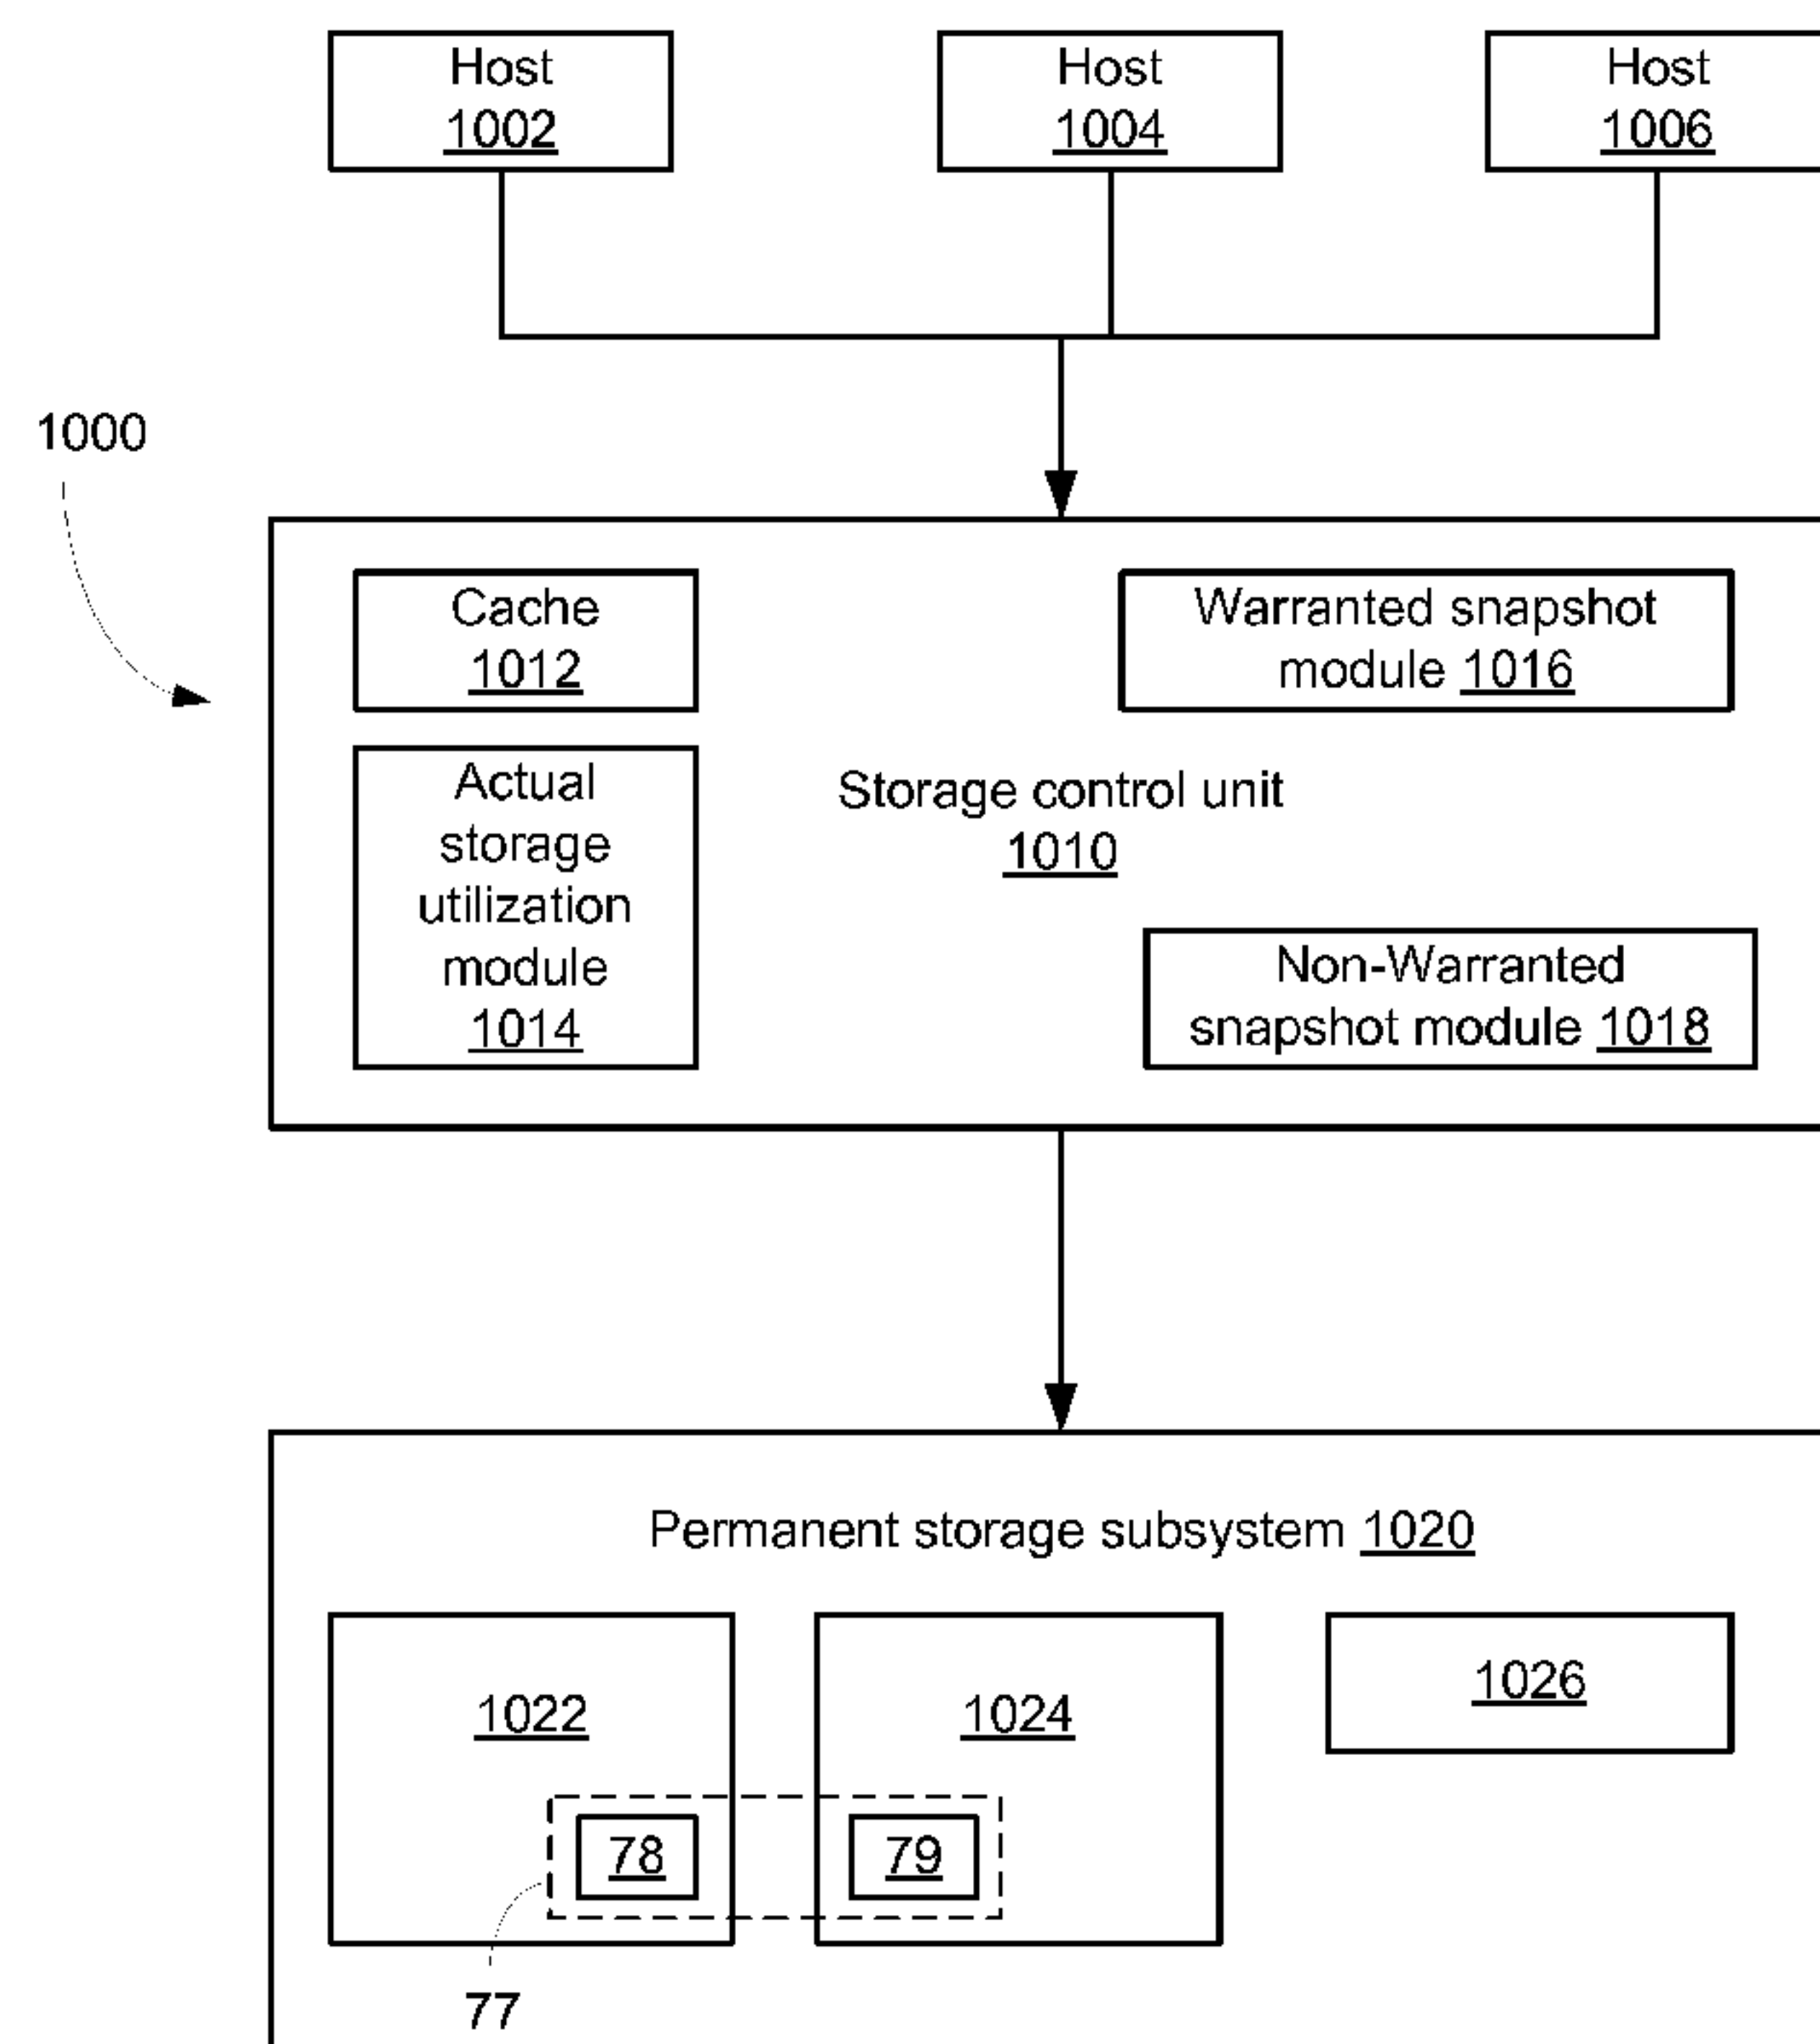 Host
1002
Host
1004
Host
1006
1000
Cache
1012
Warranted snapshot
module 1016
Actual
storage
utilization
module
1014
Storage control unit
1010
Non-Warranted
snapshot module 1018
Permanent storage subsystem 1020
1022
1024
1026
78
79
77